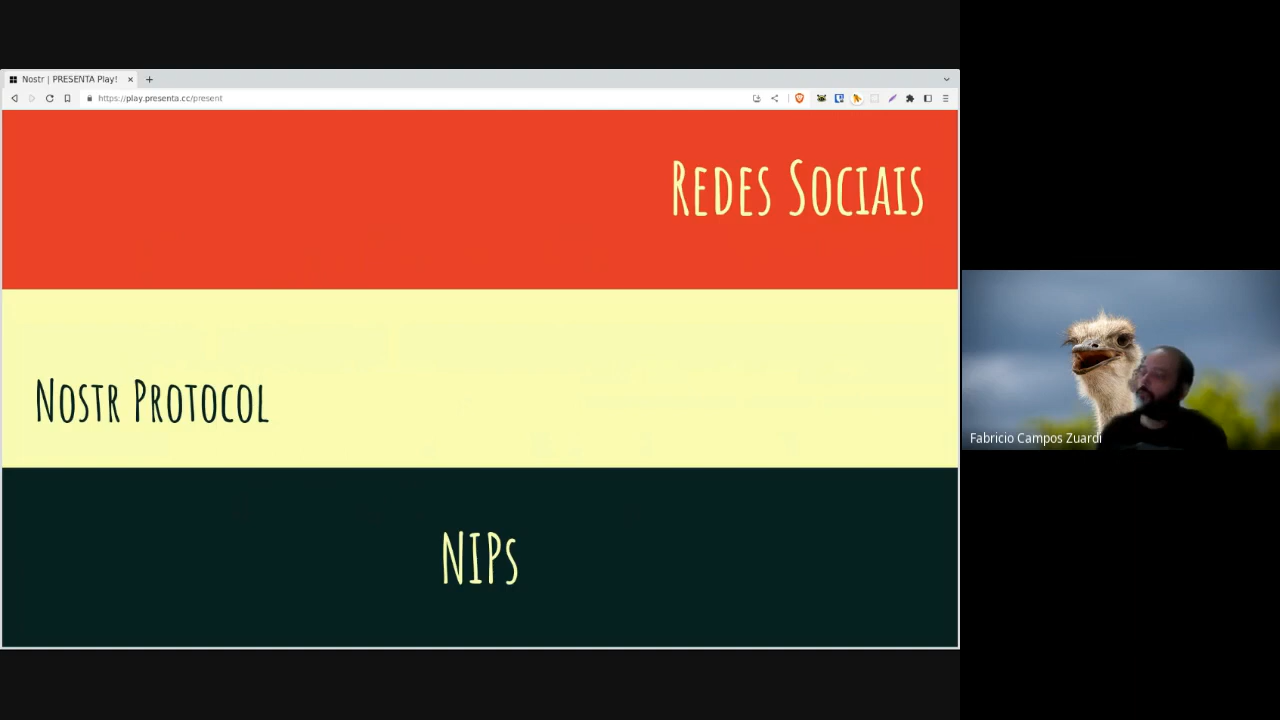 Nostr | PRESENTA Play!
https://play.presenta.cc/present
REDES SOCIAIS
NOSTR PROTOCOL
NIPs
Fabricio Campos Zuardi